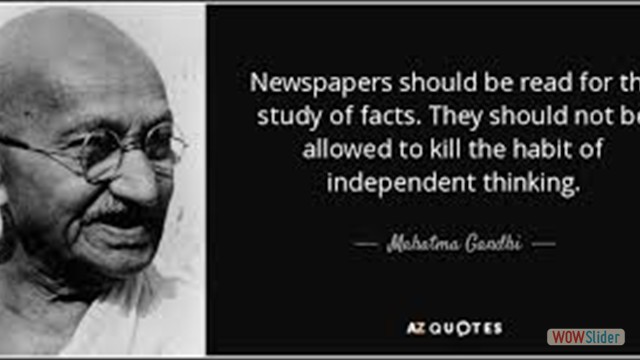 Newspapers should be read for th
study of facts. They should not be
allowed to kill the habit of
independent thinking.
— Mahatma Gandhi —
AZ QUOTES
WOWSlider